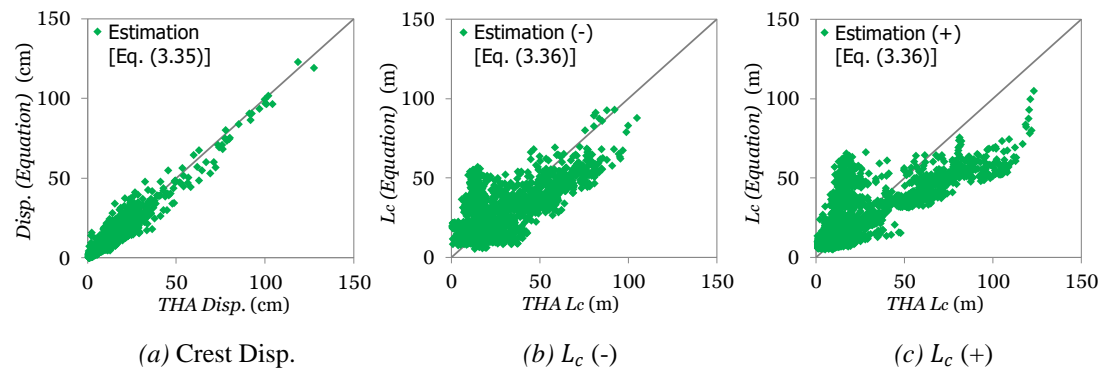 150
100
50
0
Disp. (Equation) (cm)
Estimation
[Eq. (3.35)]
0 50 100 150
THA Disp. (cm)
(a) Crest Disp.
150
100
50
0
Lc (Equation) (m)
Estimation (-)
[Eq. (3.36)]
0 50 100 150
THA Lc (m)
(b) Lc (-)
150
100
50
0
Lc (Equation) (m)
Estimation (+)
[Eq. (3.36)]
0 50 100 150
THA Lc (m)
(c) Lc (+)